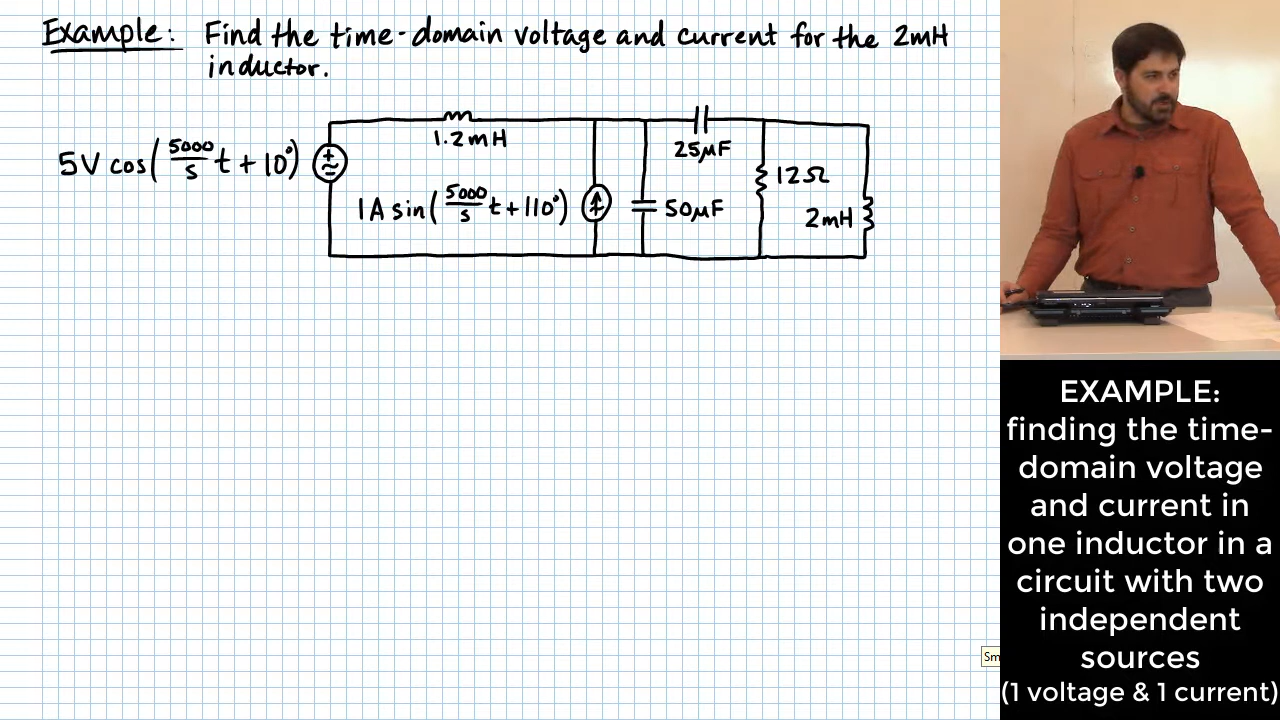 Example: Find the time-domain voltage and current for the 2mH
inductor.
1.2mH
25μF
5V cos(5000/s t + 10°)
12Ω
1A sin(5000/s t + 110°)
50μF
2mH
Sm
EXAMPLE:
finding the time-
domain voltage
and current in
one inductor in a
circuit with two
independent
sources
(1 voltage & 1 current)